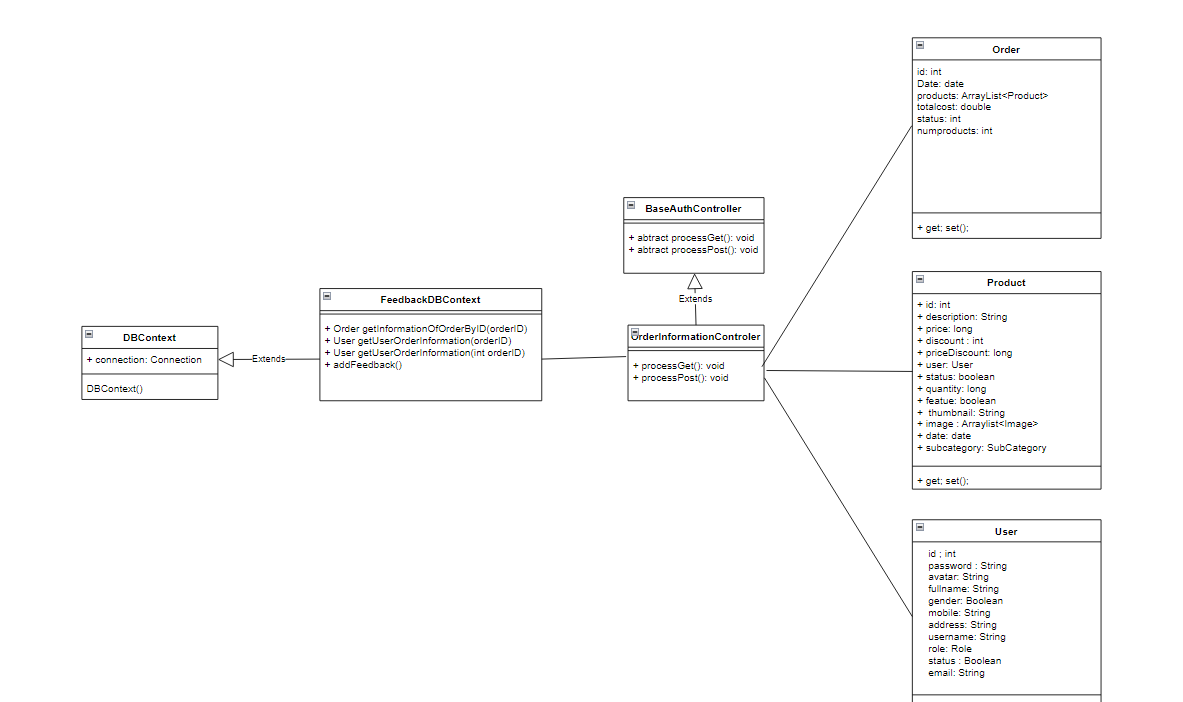 Order
id: int
Date: date
products: ArrayList<Product>
totalcost: double
status: int
numproducts: int
+ get; set();
BaseAuthController
+ abtract processGet(): void
+ abtract processPost(): void
Extends
FeedbackDBContext
+ Order getInformationOfOrderByID(orderID)
+ User getUserOrderInformation(orderID)
+ User getUserOrderInformation(int orderID)
+ addFeedback()
DBContext
+ connection: Connection
DBContext()
Extends
OrderInformationControler
+ processGet(): void
+ processPost(): void
Product
+ id: int
+ description: String
+ price: long
+ discount : int
+ priceDiscount: long
+ user: User
+ status: boolean
+ quantity: long
+ featue: boolean
+  thumbnail: String
+ image : Arraylist<Image>
+ date: date
+ subcategory: SubCategory
+ get; set();
User
id ; int
password : String
avatar: String
fullname: String
gender: Boolean
mobile: String
address: String
username: String
role: Role
status : Boolean
email: String